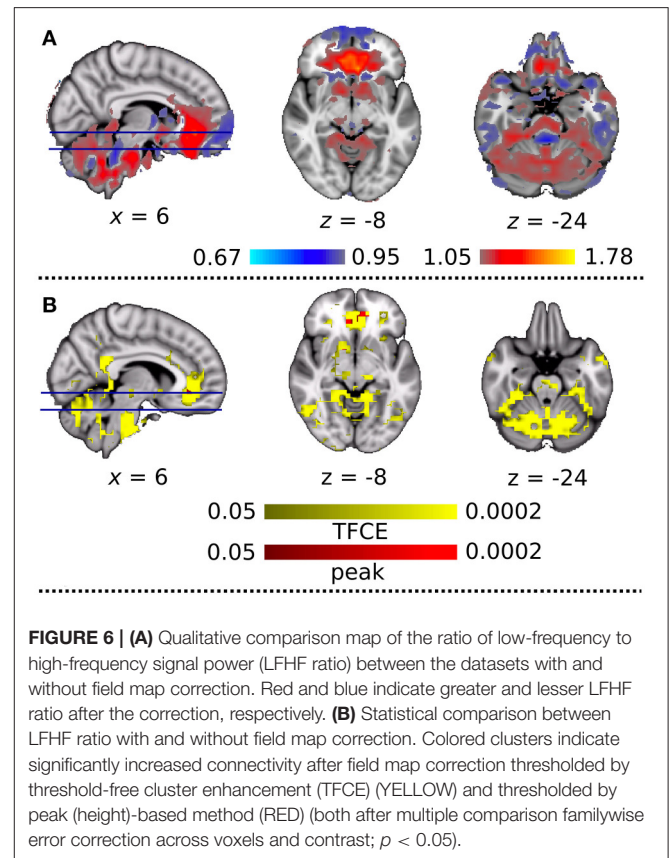 A
x = 6
z = -8
z = -24
0.67 0.95 1.05 1.78
B
x = 6
z = -8
z = -24
0.05 0.0002
TFCE
0.05 0.0002
peak
FIGURE 6 | (A) Qualitative comparison map of the ratio of low-frequency to
high-frequency signal power (LFHF ratio) between the datasets with and
without field map correction. Red and blue indicate greater and lesser LFHF
ratio after the correction, respectively. (B) Statistical comparison between
LFHF ratio with and without field map correction. Colored clusters indicate
significantly increased connectivity after field map correction thresholded by
threshold-free cluster enhancement (TFCE) (YELLOW) and thresholded by
peak (height)-based method (RED) (both after multiple comparison familywise
error correction across voxels and contrast; p < 0.05).